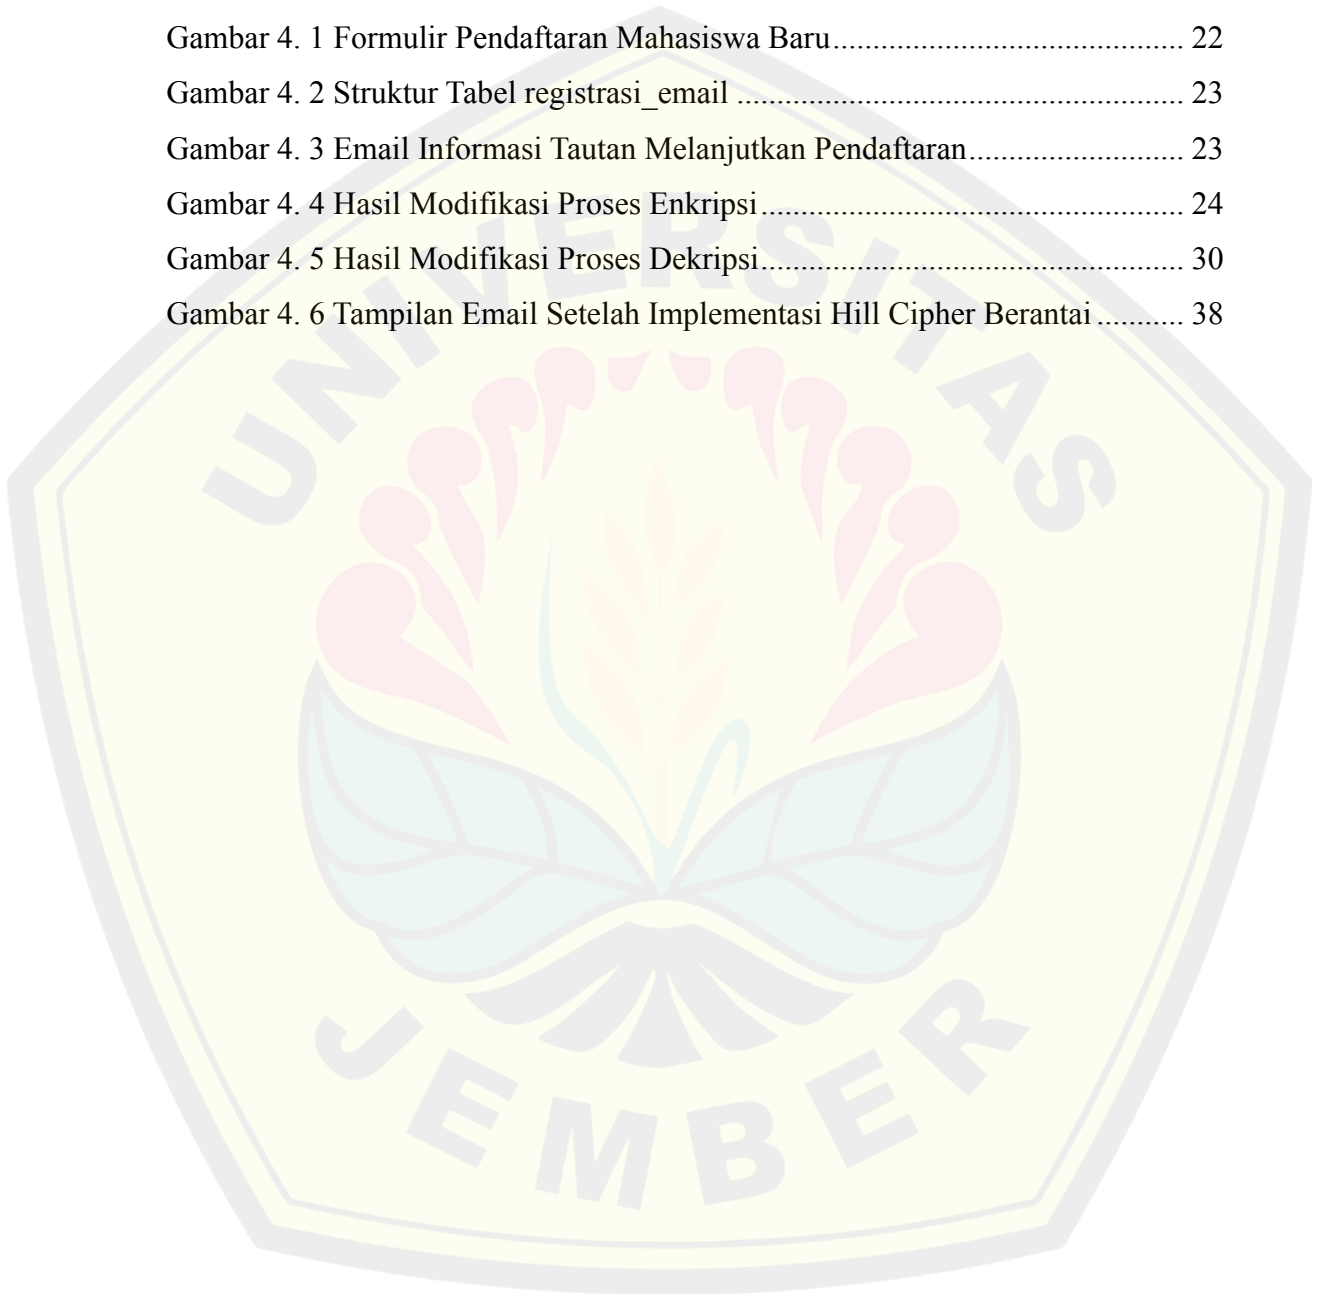 Gambar 4. 1 Formulir Pendaftaran Mahasiswa Baru............................................. 22
Gambar 4. 2 Struktur Tabel registrasi_email ......................................................... 23
Gambar 4. 3 Email Informasi Tautan Melanjutkan Pendaftaran........................... 23
Gambar 4. 4 Hasil Modifikasi Proses Enkripsi...................................................... 24
Gambar 4. 5 Hasil Modifikasi Proses Dekripsi...................................................... 30
Gambar 4. 6 Tampilan Email Setelah Implementasi Hill Cipher Berantai ........... 38
UNIVERSITAS
JEMBER